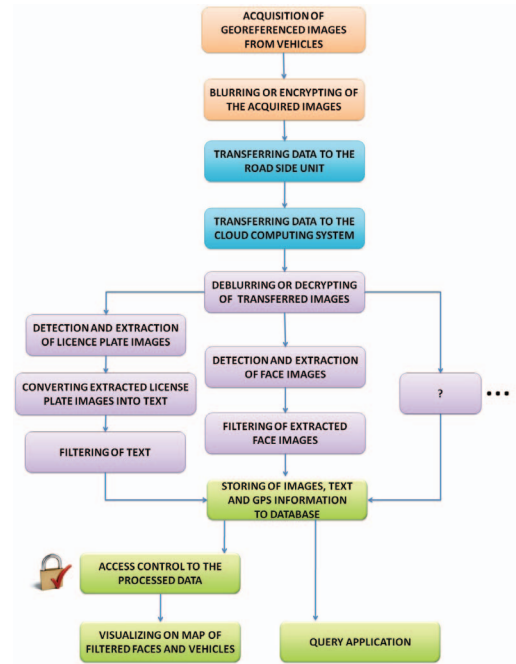 ACQUISITION OF
GEOREFERENCED IMAGES
FROM VEHICLES
BLURRING OR ENCRYPTING OF
THE ACQUIRED IMAGES
TRANSFERRING DATA TO THE
ROAD SIDE UNIT
TRANSFERRING DATA TO THE
CLOUD COMPUTING SYSTEM
DEBLURRING OR DECRYPTING
OF TRANSFERRED IMAGES
DETECTION AND EXTRACTION
OF LICENCE PLATE IMAGES
CONVERTING EXTRACTED LICENSE
PLATE IMAGES INTO TEXT
FILTERING OF TEXT
DETECTION AND EXTRACTION
OF FACE IMAGES
FILTERING OF EXTRACTED
FACE IMAGES
?
...
STORING OF IMAGES, TEXT
AND GPS INFORMATION
TO DATABASE
ACCESS CONTROL TO THE
PROCESSED DATA
VISUALIZING ON MAP OF
FILTERED FACES AND VEHICLES
QUERY APPLICATION